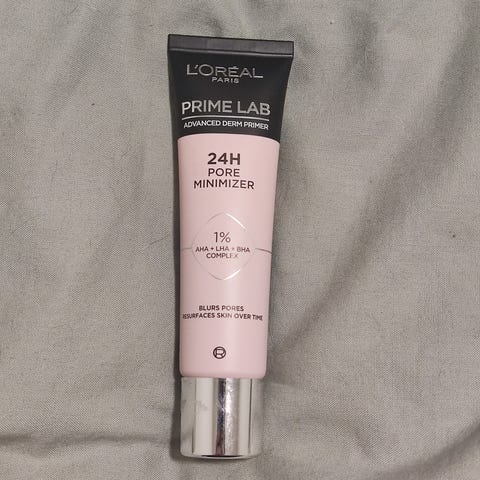 L'ORÉAL
PARIS
PRIME LAB
ADVANCED DERM PRIMER
24H
PORE
MINIMIZER
1%
AHA + LHA + BHA
COMPLEX
BLURS PORES
RESURFACES SKIN OVER TIME
R